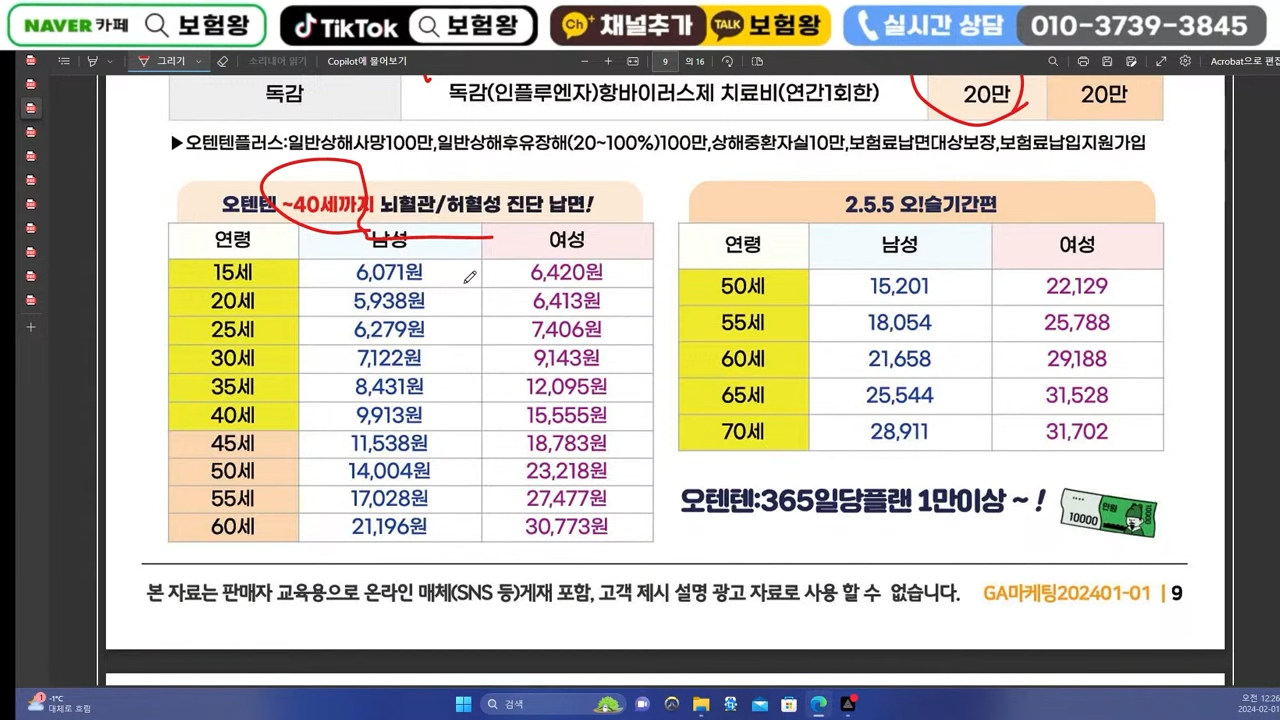 NAVER 카페 보험왕 TikTok 보험왕 Ch+ 채널추가 TALK 보험왕 실시간 상담 010-3739-3845
그리기 소리내어 읽기 Copilot에 물어보기 9 의 16 Acrobat으로 편집
독감 독감(인플루엔자)항바이러스제 치료비(연간1회한) 20만 20만
▶오텐텐플러스:일반상해사망100만,일반상해후유장해(20~100%)100만,상해중환자실10만,보험료납면대상보장,보험료납입지원가입
오텐텐 ~40세까지 뇌혈관/허혈성 진단 납면!
연령 남성 여성
15세 6,071원 6,420원
20세 5,938원 6,413원
25세 6,279원 7,406원
30세 7,122원 9,143원
35세 8,431원 12,095원
40세 9,913원 15,555원
45세 11,538원 18,783원
50세 14,004원 23,218원
55세 17,028원 27,477원
60세 21,196원 30,773원
2.5.5 오!슬기간편
연령 남성 여성
50세 15,201 22,129
55세 18,054 25,788
60세 21,658 29,188
65세 25,544 31,528
70세 28,911 31,702
오텐텐:365일당플랜 1만이상 ~ !
만원
10000
10000
본 자료는 판매자 교육용으로 온라인 매체(SNS 등)게재 포함, 고객 제시 설명 광고 자료로 사용 할 수 없습니다. GA마케팅202401-01 | 9
1
-1°C
대체로 흐림
검색
오전 12:26
2024-02-01